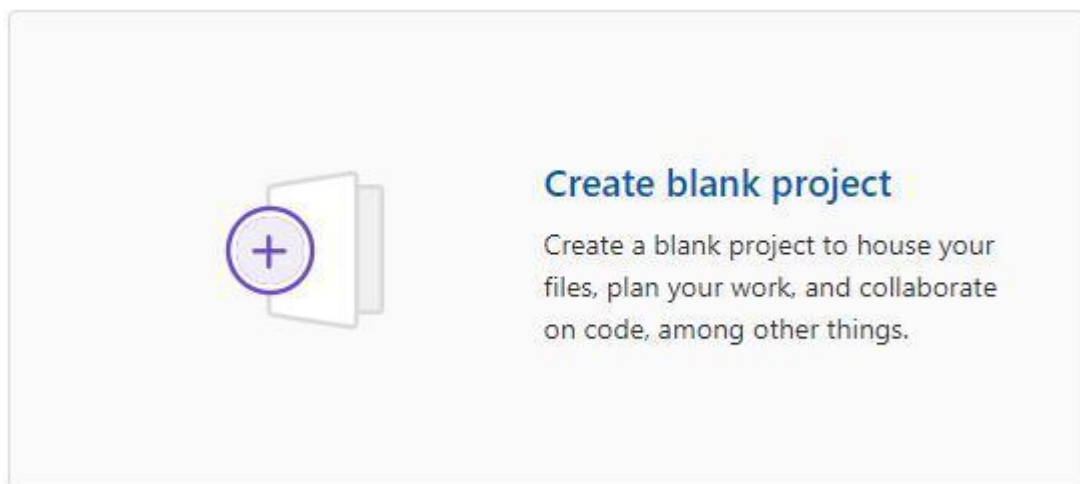 Create blank project
Create a blank project to house your
files, plan your work, and collaborate
on code, among other things.